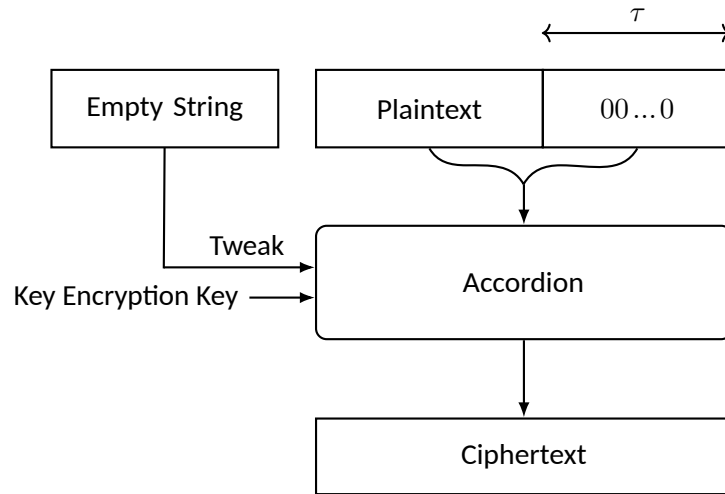 τ
Empty String
Plaintext
00...0
Tweak
Key Encryption Key
Accordion
Ciphertext